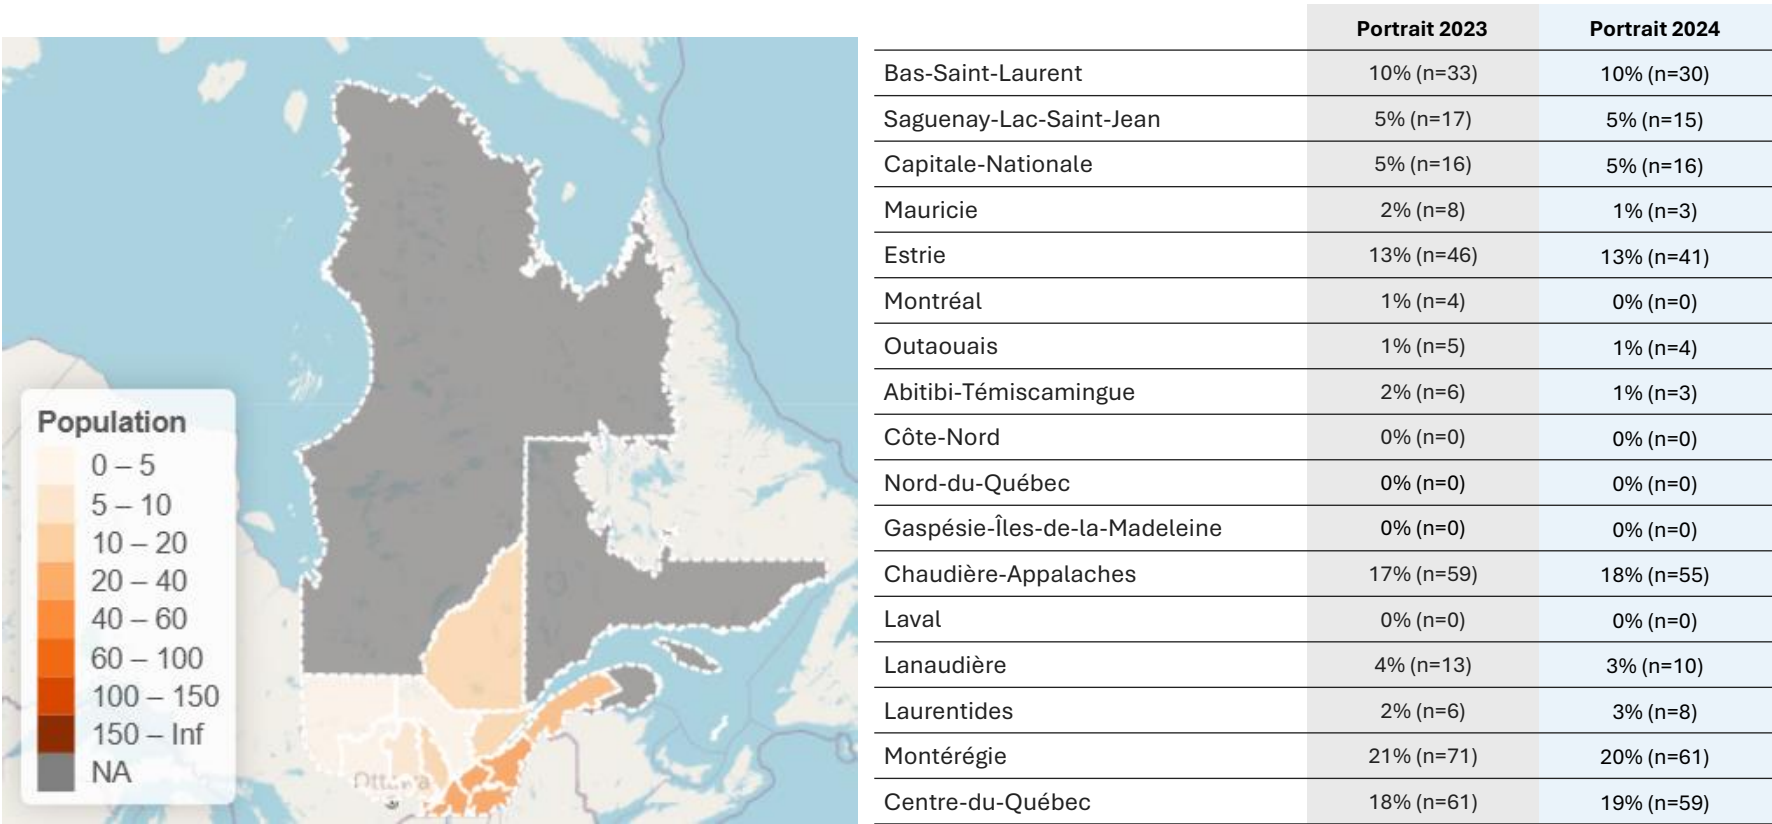 Population
0 – 5
5 – 10
10 – 20
20 – 40
40 – 60
60 – 100
100 – 150
150 – Inf
NA
Ottawa
Portrait 2023 Portrait 2024
Bas-Saint-Laurent 10% (n=33) 10% (n=30)
Saguenay-Lac-Saint-Jean 5% (n=17) 5% (n=15)
Capitale-Nationale 5% (n=16) 5% (n=16)
Mauricie 2% (n=8) 1% (n=3)
Estrie 13% (n=46) 13% (n=41)
Montréal 1% (n=4) 0% (n=0)
Outaouais 1% (n=5) 1% (n=4)
Abitibi-Témiscamingue 2% (n=6) 1% (n=3)
Côte-Nord 0% (n=0) 0% (n=0)
Nord-du-Québec 0% (n=0) 0% (n=0)
Gaspésie-Îles-de-la-Madeleine 0% (n=0) 0% (n=0)
Chaudière-Appalaches 17% (n=59) 18% (n=55)
Laval 0% (n=0) 0% (n=0)
Lanaudière 4% (n=13) 3% (n=10)
Laurentides 2% (n=6) 3% (n=8)
Montérégie 21% (n=71) 20% (n=61)
Centre-du-Québec 18% (n=61) 19% (n=59)